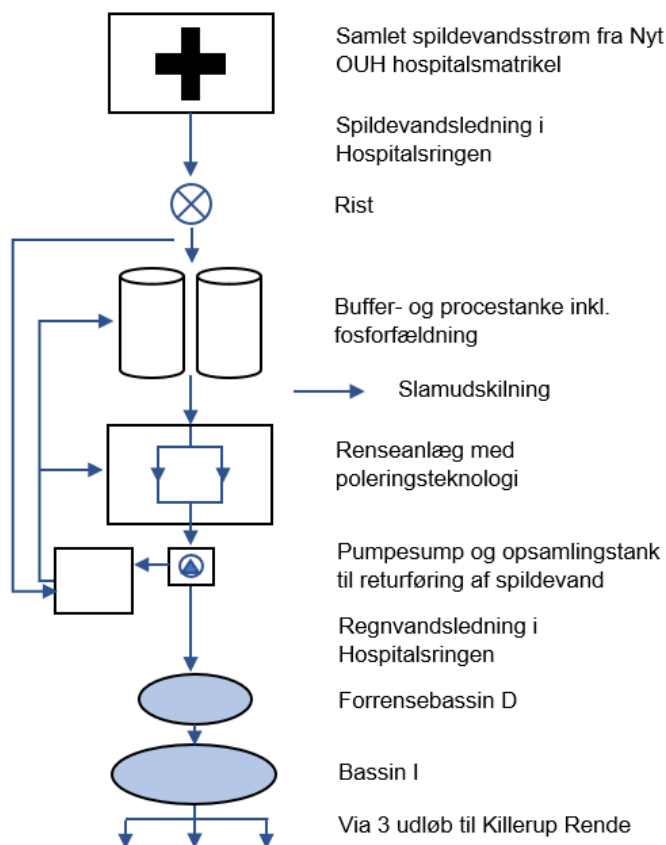 Samlet spildevandsstrøm fra Nyt
OUH hospitalsmatrikel
Spildevandsledning i
Hospitalsringen
Rist
Buffer- og procestanke inkl.
fosforfældning
Slamudskilning
Renseanlæg med
poleringsteknologi
Pumpesump og opsamlingstank
til returføring af spildevand
Regnvandsledning i
Hospitalsringen
Forrensebassin D
Bassin I
Via 3 udløb til Killerup Rende